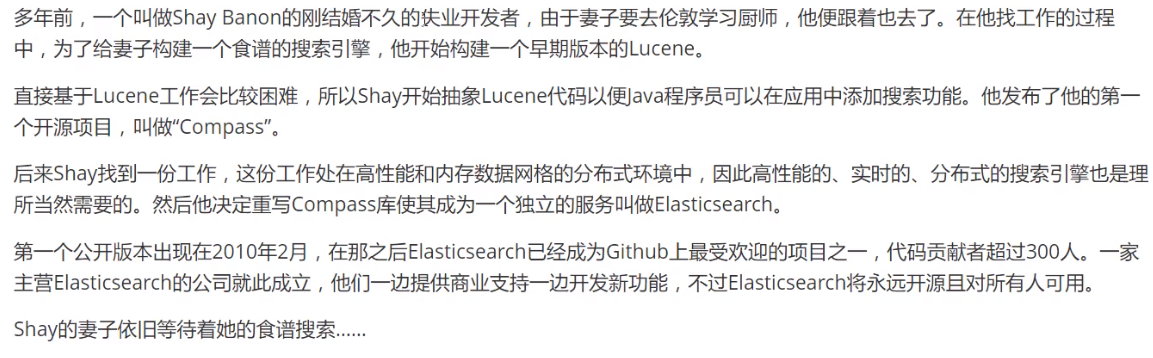 多年前，一个叫做Shay Banon的刚结婚不久的失业开发者，由于妻子要去伦敦学习厨师，他便跟着也去了。在他找工作的过程
中，为了给妻子构建一个食谱的搜索引擎，他开始构建一个早期版本的Lucene。
直接基于Lucene工作会比较困难，所以Shay开始抽象Lucene代码以便Java程序员可以在应用中添加搜索功能。他发布了他的第一
个开源项目，叫做“Compass”。
后来Shay找到一份工作，这份工作处在高性能和内存数据网格的分布式环境中，因此高性能的、实时的、分布式的搜索引擎也是理
所当然需要的。然后他决定重写Compass库使其成为一个独立的服务叫做Elasticsearch。
第一个公开版本出现在2010年2月，在那之后Elasticsearch已经成为Github上最受欢迎的项目之一，代码贡献者超过300人。一家
主营Elasticsearch的公司就此成立，他们一边提供商业支持一边开发新功能，不过Elasticsearch将永远开源且对所有人可用。
Shay的妻子依旧等待着她的食谱搜索……